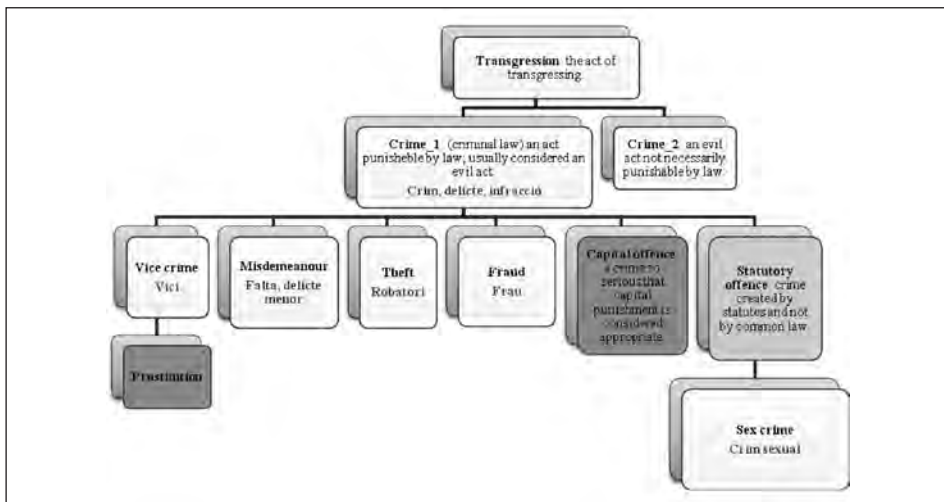 Transgression the act of
transgressing.
Crime_1 (criminal law) an act
punisheble by law; usually considered an
evil act
Crim, delicte, infracció
Crime_2 an evil
act not necessarily
punishable by law
Vice crime
Vici
Misdemeanour
Falta, delicte
menor
Theft
Robatori
Fraud
Frau
Capital offence
a crime so
serious that
capital
punishment is
considered
appropriate
Statutory
offence crime
created by
statutes and not
by common law
Prostitution
Sex crime
Crim sexual